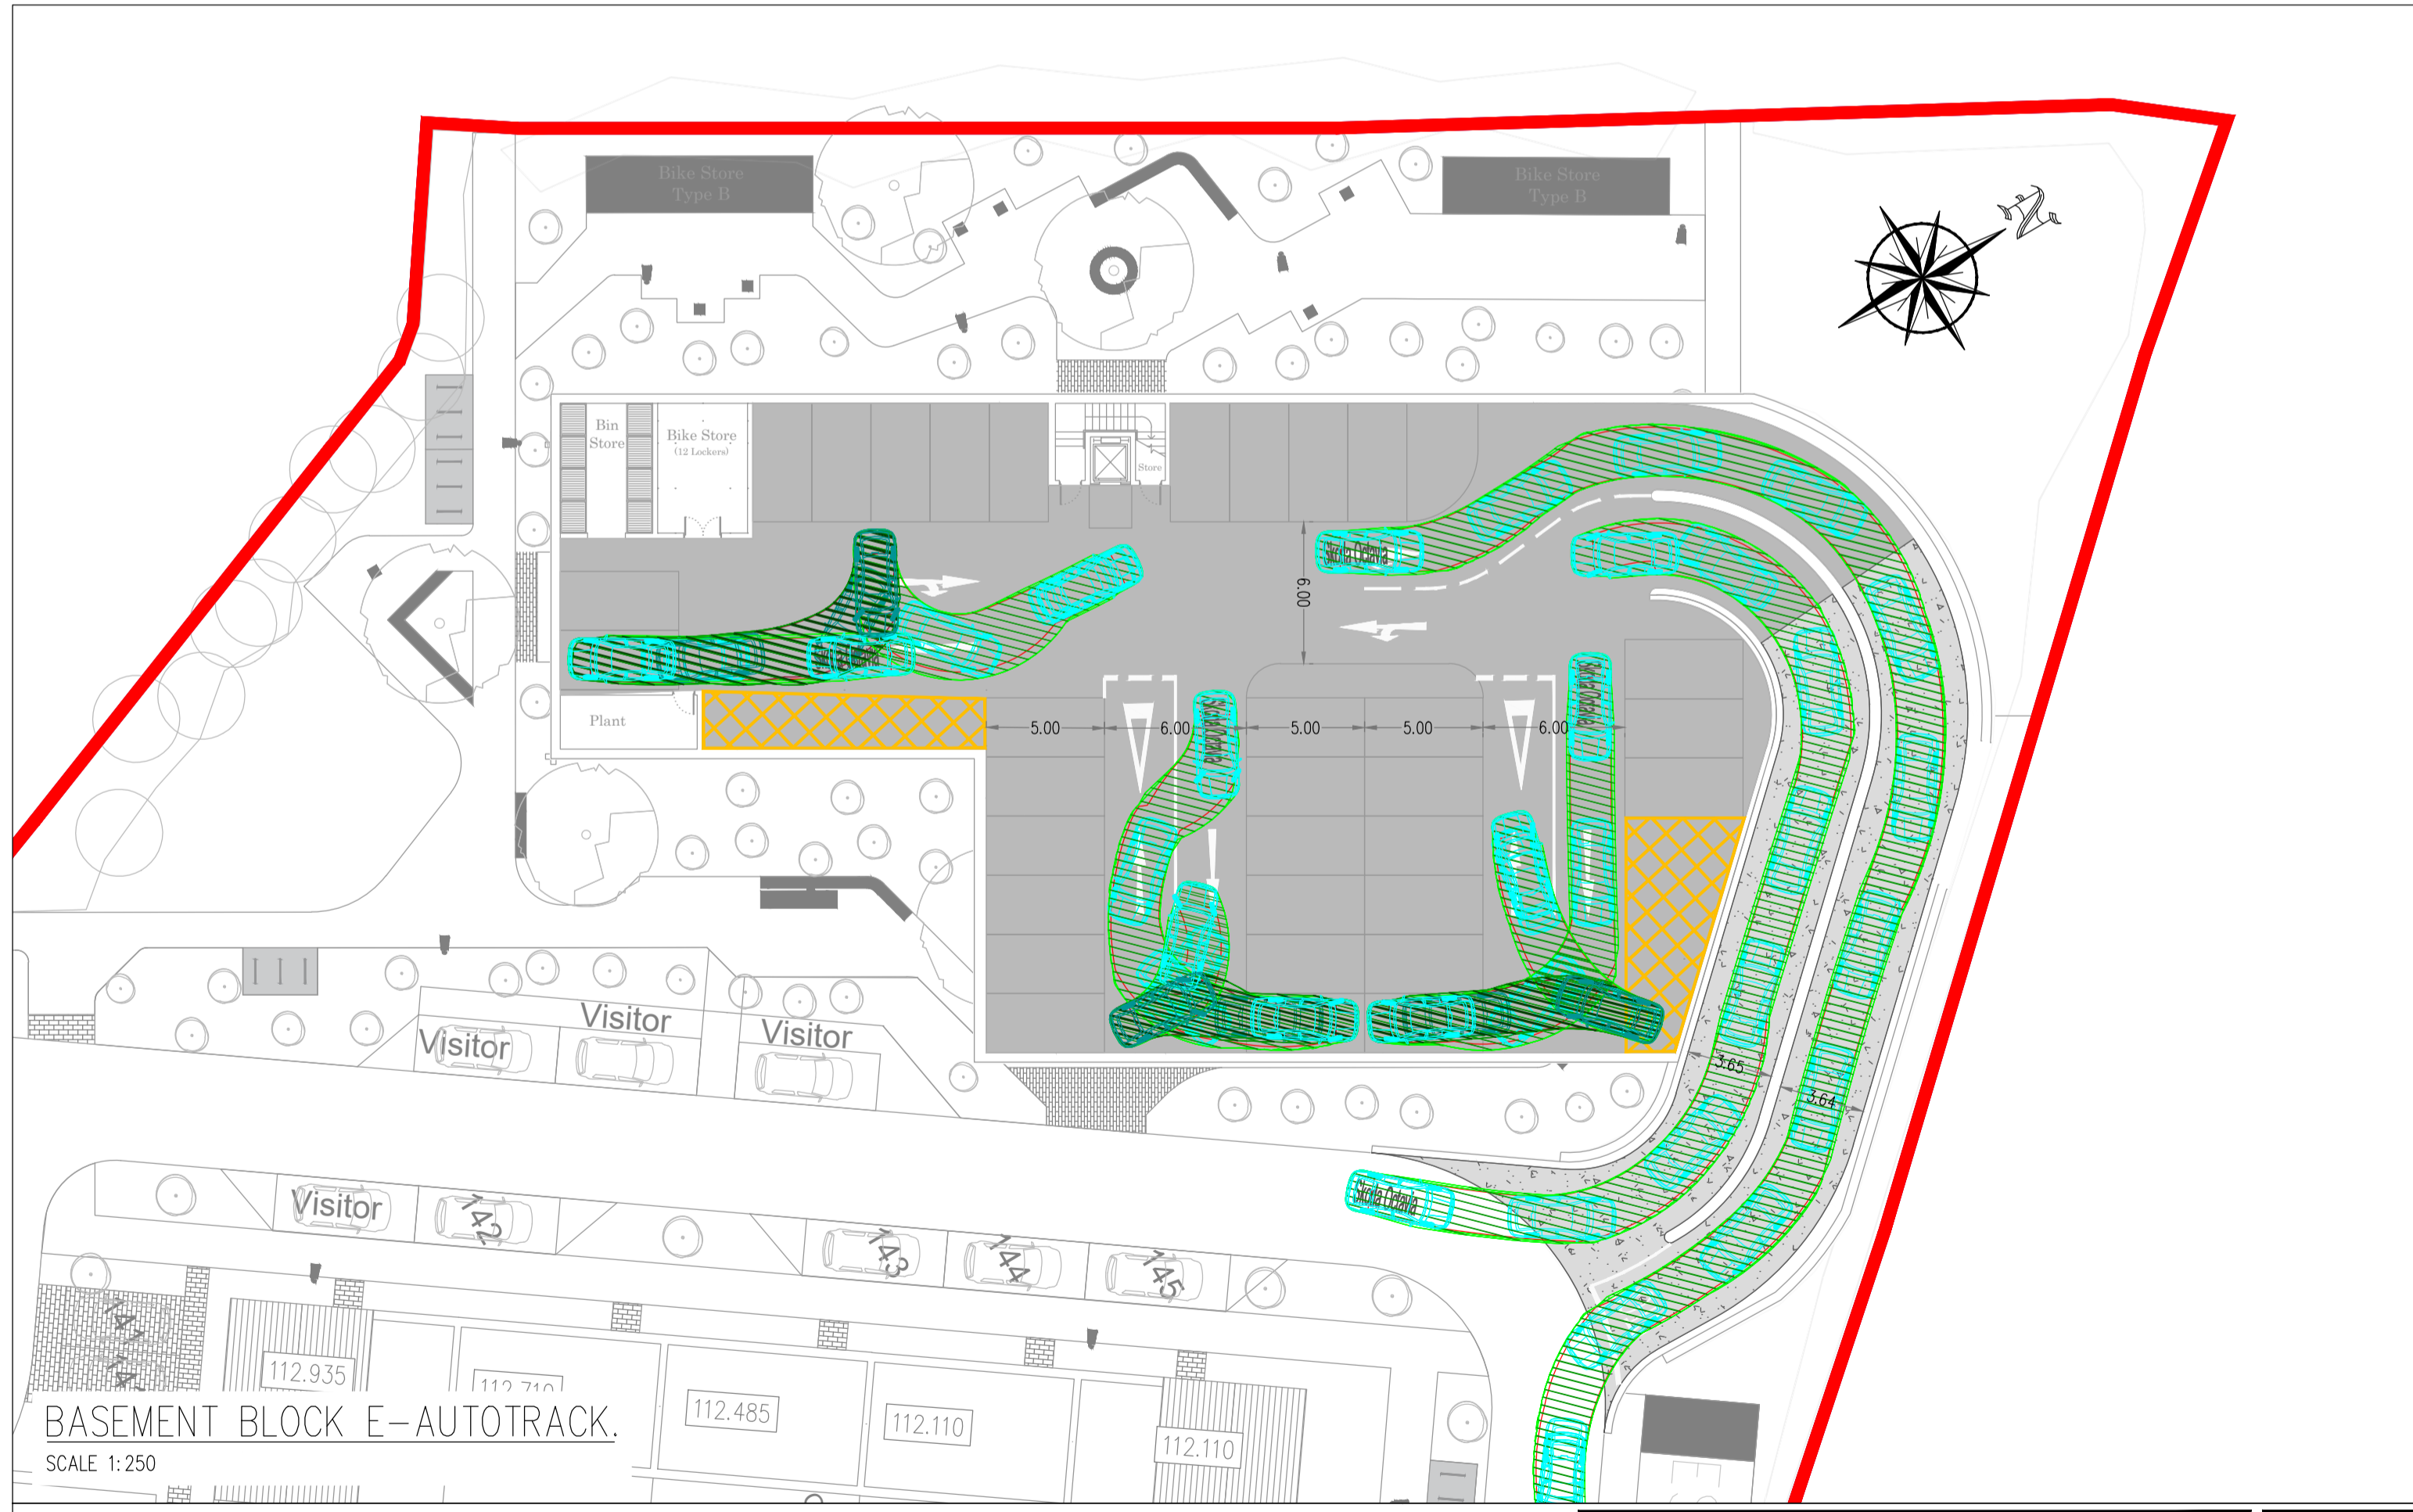 Bike Store
Type B
Bike Store
Type B
N
Bin
Store
Bike Store
(12 Lockers)
Store
Skoda Octavia
6.00
Plant
5.00
6.00
5.00
5.00
6.00
Skoda Octavia
Skoda Octavia
Visitor
Visitor
Visitor
3.65
3.64
Skoda Octavia
Visitor
142
143
144
145
112.935
112.710
112.485
112.110
112.110
BASEMENT BLOCK E-AUTOTRACK.
SCALE 1:250